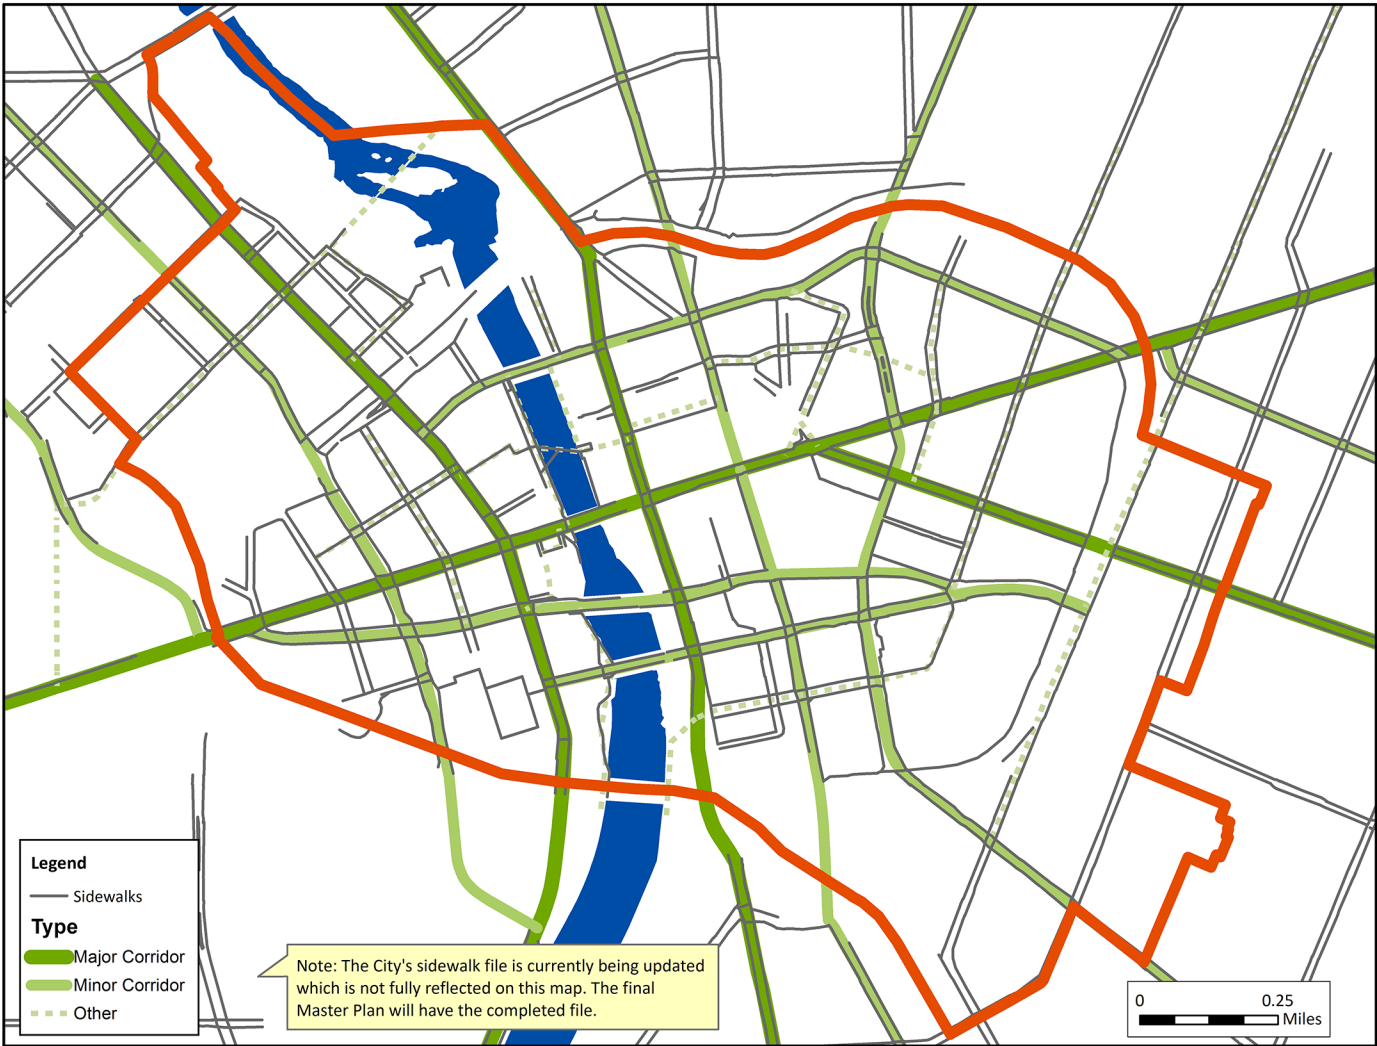 Legend
Sidewalks
Type
Major Corridor
Minor Corridor
Other
Note: The City's sidewalk file is currently being updated
which is not fully reflected on this map. The final
Master Plan will have the completed file.
0 0.25
Miles